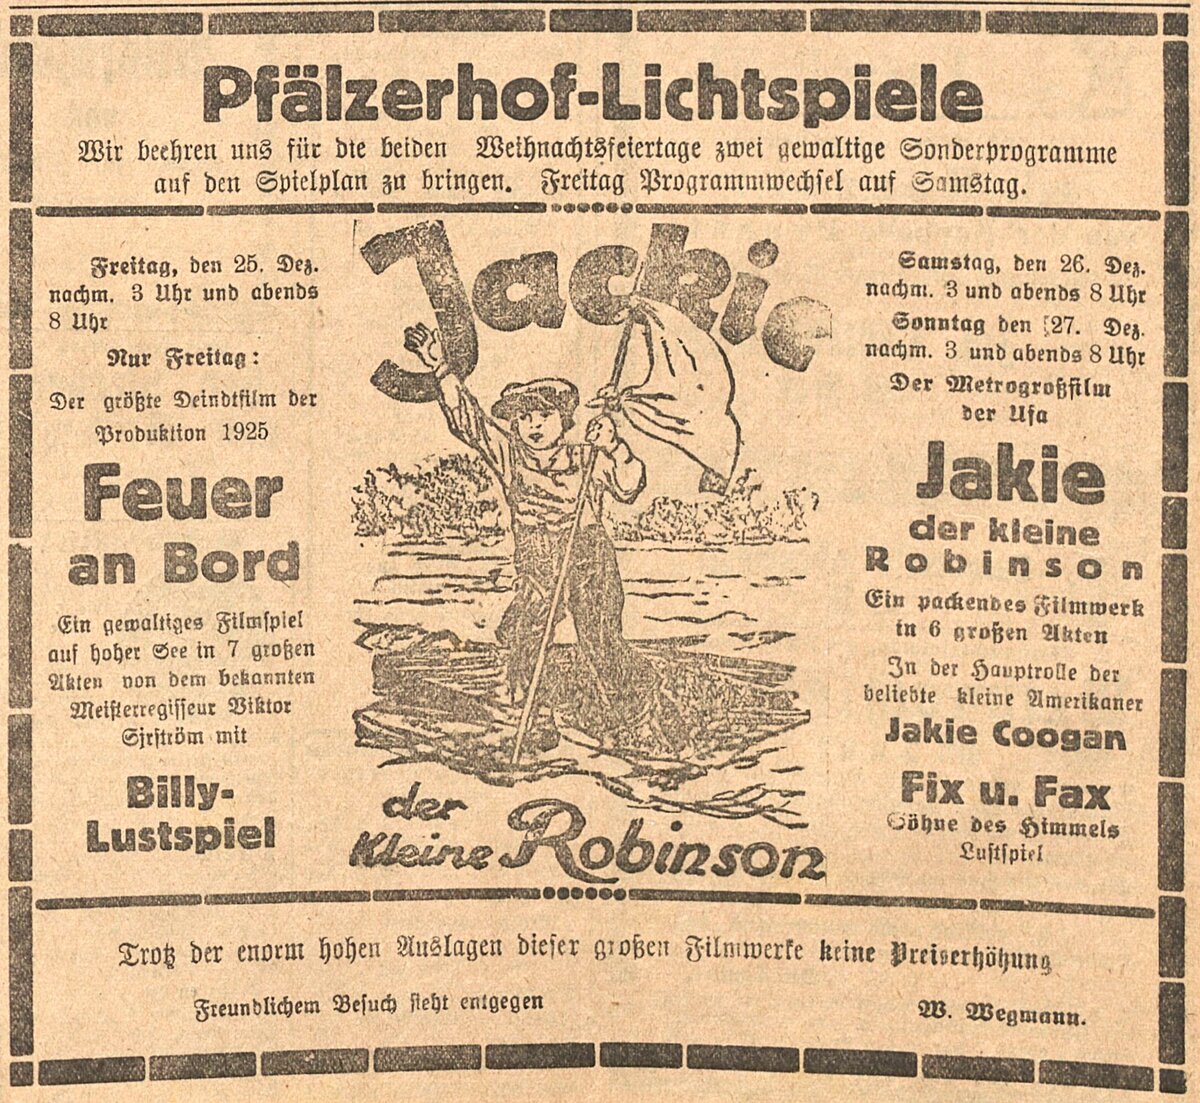 Pfälzerhof-Lichtspiele
Wir beehren uns für die beiden Weihnachtsfeiertage zwei gewaltige Sonderprogramme
auf den Spielplan zu bringen. Freitag Programmwechsel auf Samstag.
Freitag, den 25. Dez.
nachm. 3 Uhr und abends
8 Uhr
Nur Freitag:
Der größte Deindtfilm der
Produktion 1925
Feuer
an Bord
Ein gewaltiges Filmspiel
auf hoher See in 7 großen
Akten von dem bekannten
Meisterregisseur Viktor
Sjrström mit
Billy-
Lustspiel
Jackie
der
kleine Robinson
Samstag, den 26. Dez.
nachm. 3 und abends 8 Uhr
Sonntag den 27. Dez.
nachm. 3 und abends 8 Uhr
Der Metrogroßfilm
der Ufa
Jakie
der kleine
Robinson
Ein packendes Filmwerk
in 6 großen Akten
In der Hauptrolle der
beliebte kleine Amerikaner
Jakie Coogan
Fix u. Fax
Söhne des Himmels
Lustspiel
Trotz der enorm hohen Auslagen dieser großen Filmwerke keine Preiserhöhung
Freundlichem Besuch sieht entgegen
W. Wegmann.